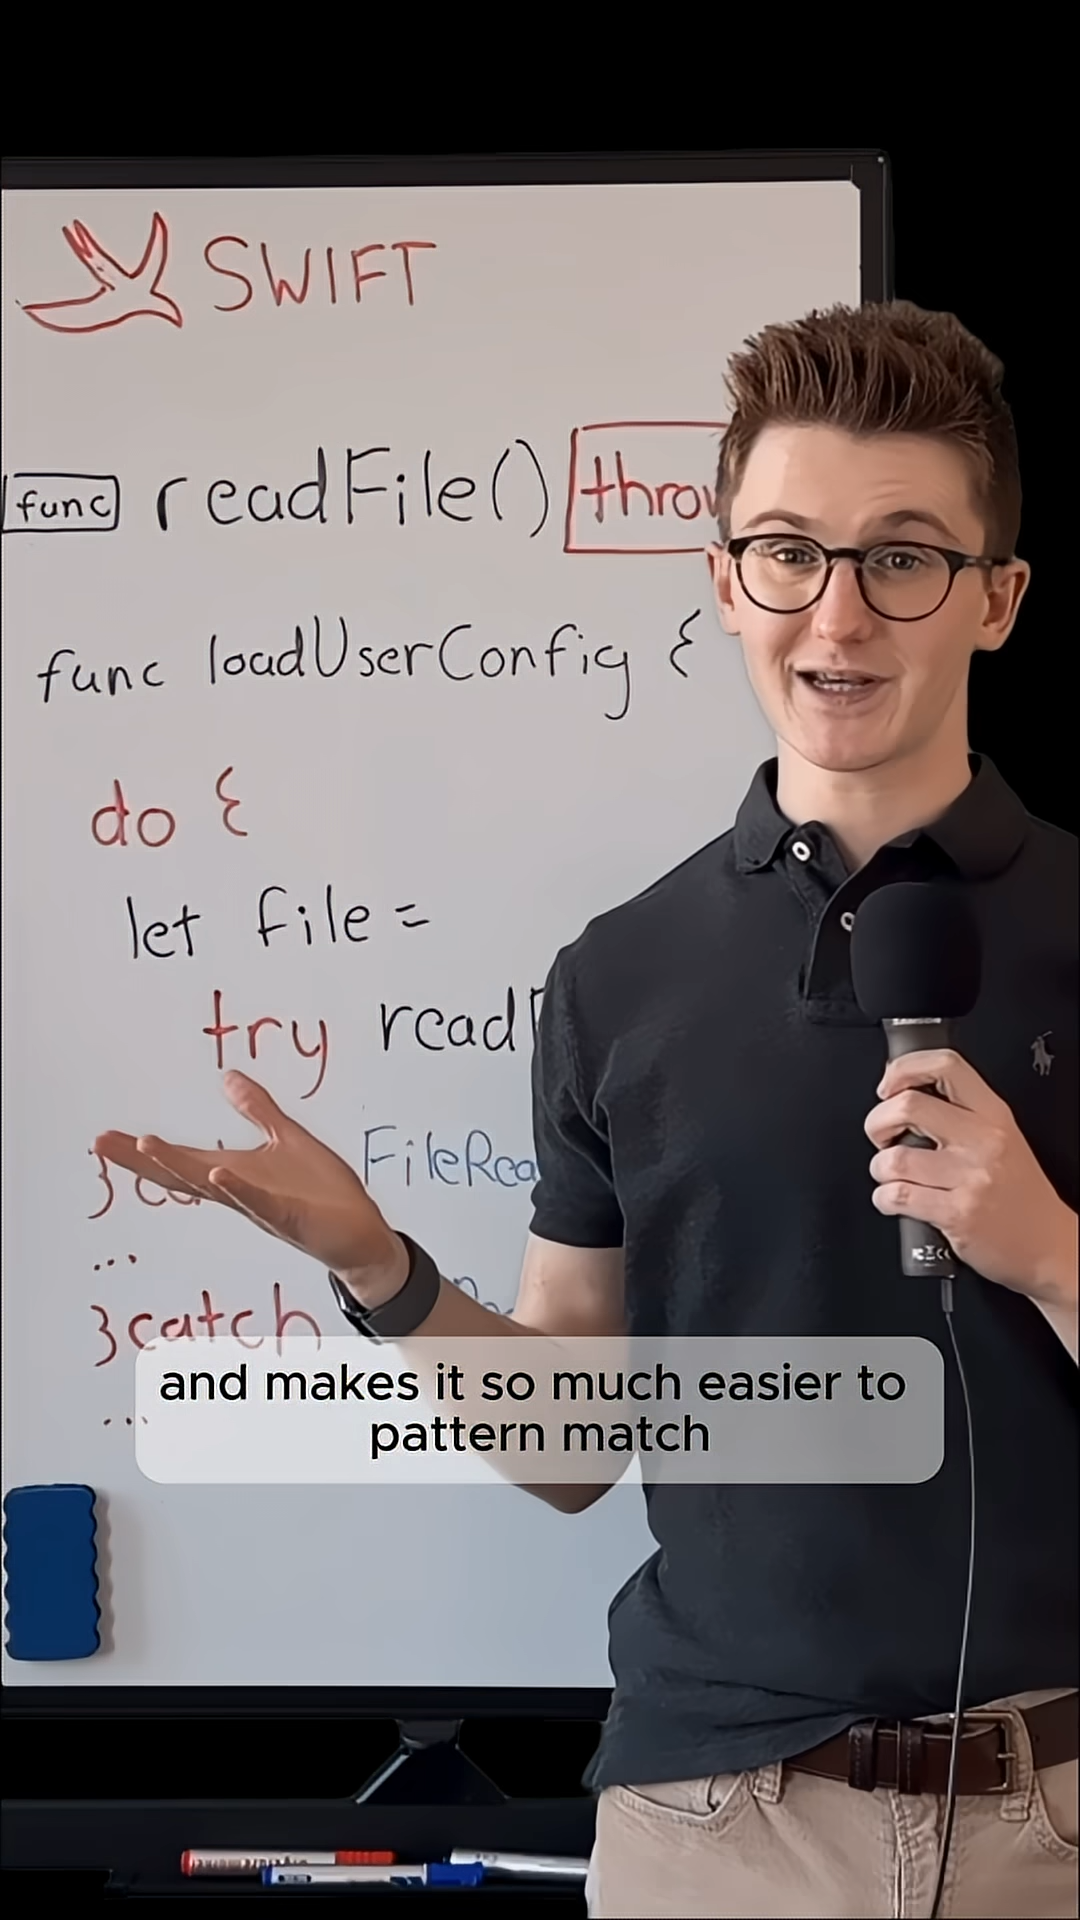 SWIFT
func readFile() throw
func loadUserConfig {
do {
let file =
try read
} FileRea
...
}catch
...
and makes it so much easier to
pattern match